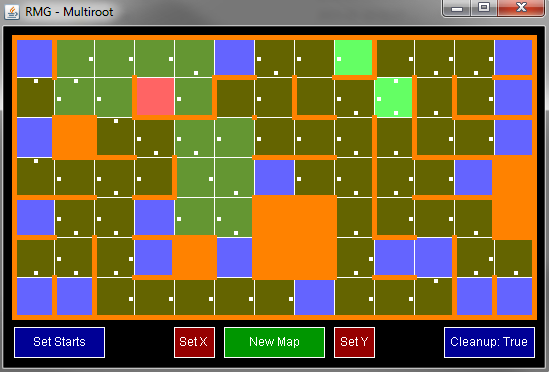 RMG - Multiroot
Set Starts
Set X
New Map
Set Y
Cleanup: True